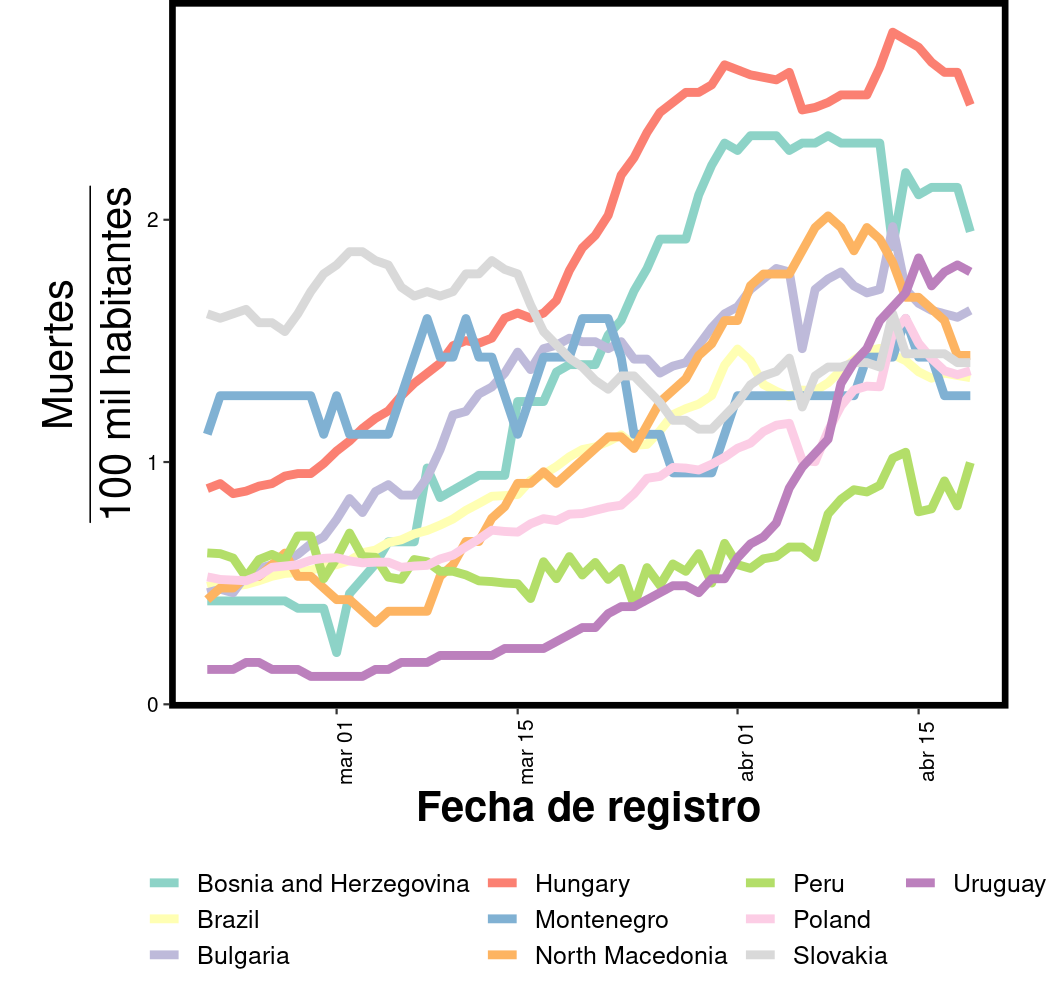 Muertes
100 mil habitantes
2
1
0
mar 01
mar 15
abr 01
abr 15
Fecha de registro
Bosnia and Herzegovina
Hungary
Peru
Uruguay
Brazil
Montenegro
Poland
Bulgaria
North Macedonia
Slovakia